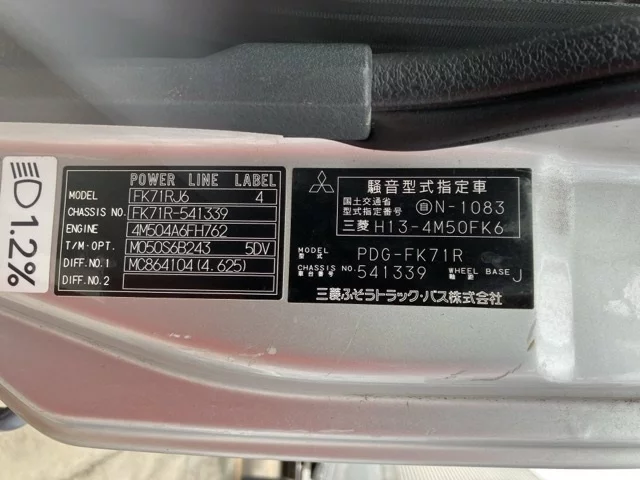 1.2%
POWER LINE LABEL
MODEL FK71RJ6 4
CHASSIS NO. FK71R-541339
ENGINE 4M504A6FH762
T/M-OPT. M050S6B243 5DV
DIFF.NO.1 MC864104(4.625)
DIFF.NO.2
騒音型式指定車
国土交通省
型式指定番号 自N-1083
三菱 H13-4M50FK6
MODEL PDG-FK71R
型式
CHASSIS NO. 541339 WHEEL BASE J
車台番号 軸距
三菱ふそうトラック・バス株式会社